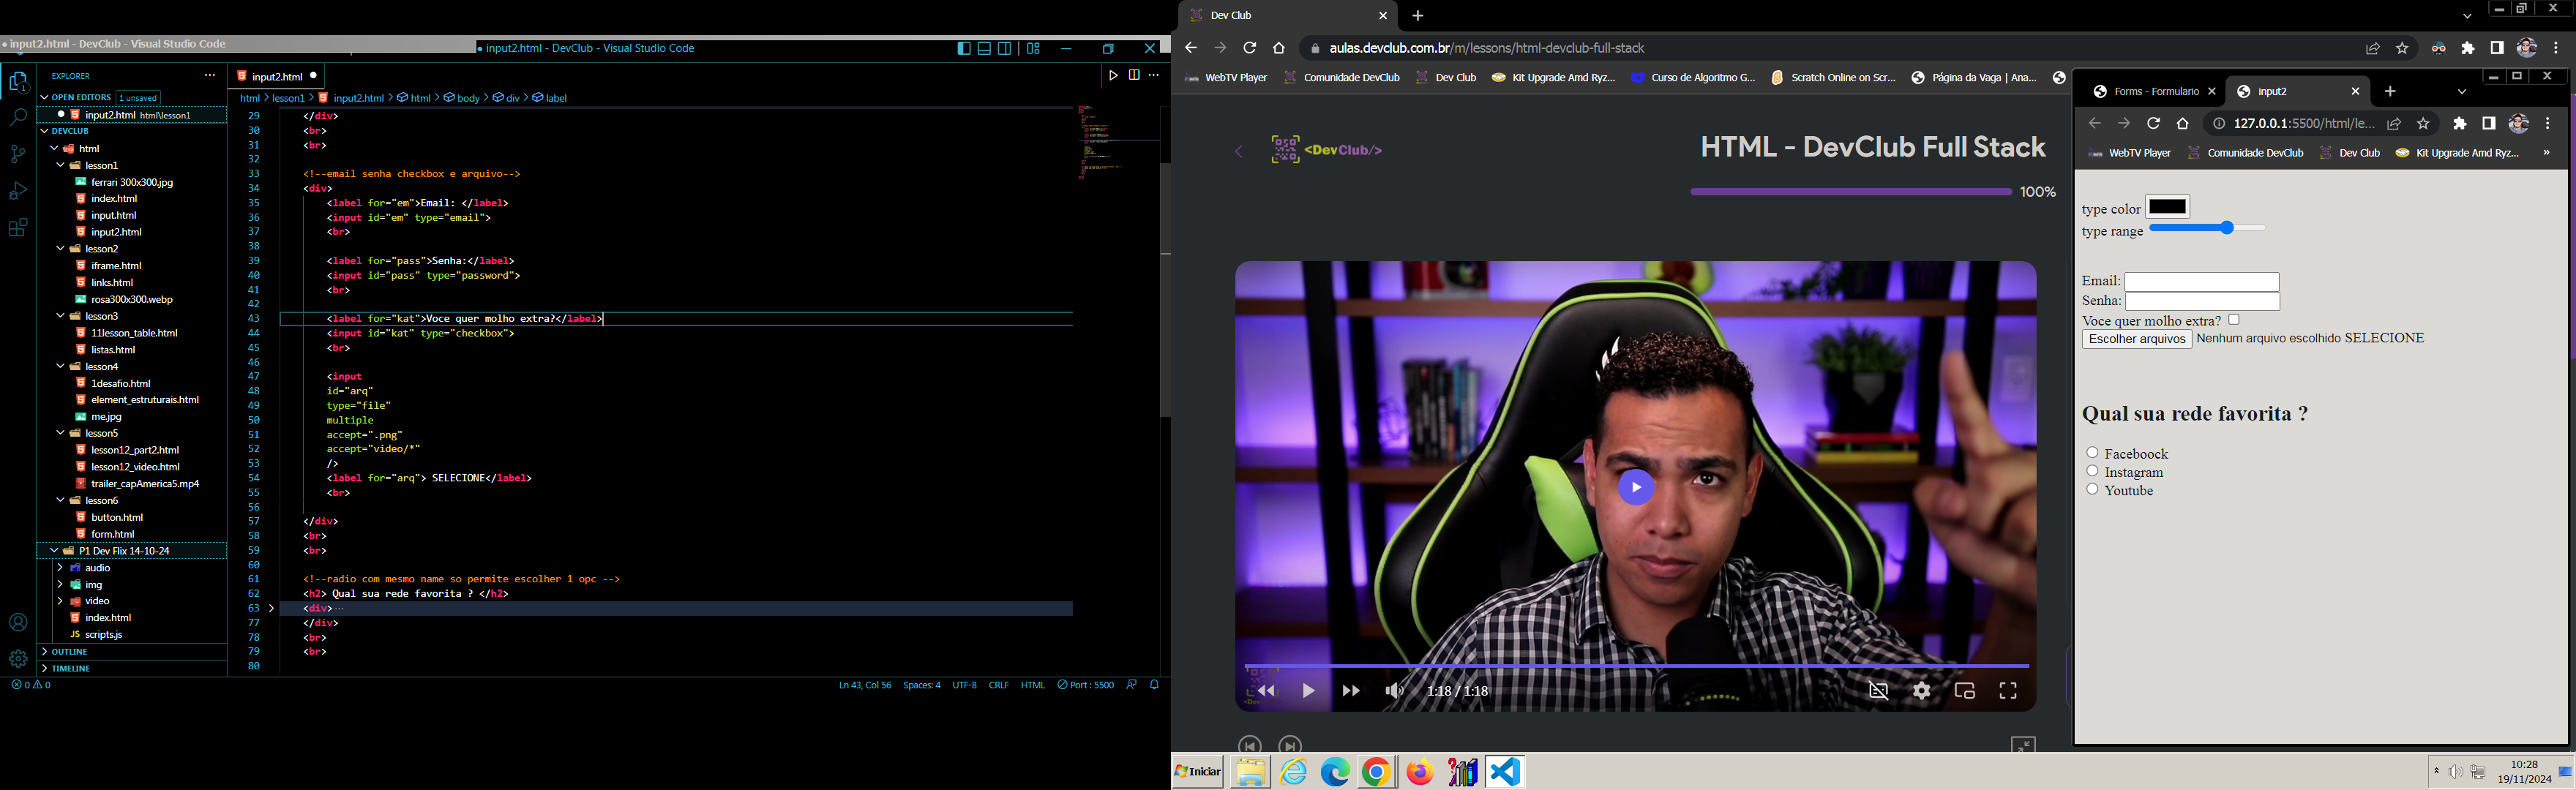 input2.html - DevClub - Visual Studio Code
input2.html - DevClub - Visual Studio Code
EXPLORER
OPEN EDITORS 1 unsaved
input2.html html\lesson1
DEVCLUB
html
lesson1
ferrari 300x300.jpg
index.html
input.html
input2.html
lesson2
iframe.html
links.html
rosa300x300.webp
lesson3
11lesson_table.html
listas.html
lesson4
1desafio.html
element_estruturais.html
me.jpg
lesson5
lesson12_part2.html
lesson12_video.html
trailer_capAmerica5.mp4
lesson6
button.html
form.html
P1 Dev Flix 14-10-24
audio
img
video
index.html
JS scripts.js
OUTLINE
TIMELINE
input2.html
html > lesson1 > input2.html > html > body > div > label
29 </div>
30 <br>
31 <br>
32
33 <!--email senha checkbox e arquivo-->
34 <div>
35 <label for="em">Email: </label>
36 <input id="em" type="email">
37 <br>
38
39 <label for="pass">Senha:</label>
40 <input id="pass" type="password">
41 <br>
42
43 <label for="kat">Voce quer molho extra?</label>
44 <input id="kat" type="checkbox">
45 <br>
46
47 <input
48 id="arq"
49 type="file"
50 multiple
51 accept=".png"
52 accept="video/*"
53 />
54 <label for="arq"> SELECIONE</label>
55 <br>
56
57 </div>
58 <br>
59 <br>
60
61 <!--radio com mesmo name so permite escolher 1 opc -->
62 <h2> Qual sua rede favorita ? </h2>
63 <div>⋯
77 </div>
78 <br>
79 <br>
80
0 0
Ln 43, Col 56 Spaces: 4 UTF-8 CRLF HTML Port : 5500
Dev Club
aulas.devclub.com.br/m/lessons/html-devclub-full-stack
WebTV Player Comunidade DevClub Dev Club Kit Upgrade Amd Ryz... Curso de Algoritmo G... Scratch Online on Scr... Página da Vaga | Ana...
<DevClub/>
HTML - DevClub Full Stack
100%
1:18 / 1:18
Forms - Formulario input2
127.0.0.1:5500/html/le...
WebTV Player Comunidade DevClub Dev Club Kit Upgrade Amd Ryz... »
type color
type range
Email:
Senha:
Voce quer molho extra?
Escolher arquivos Nenhum arquivo escolhido SELECIONE
Qual sua rede favorita ?
Faceboock
Instagram
Youtube
Iniciar
10:28
19/11/2024